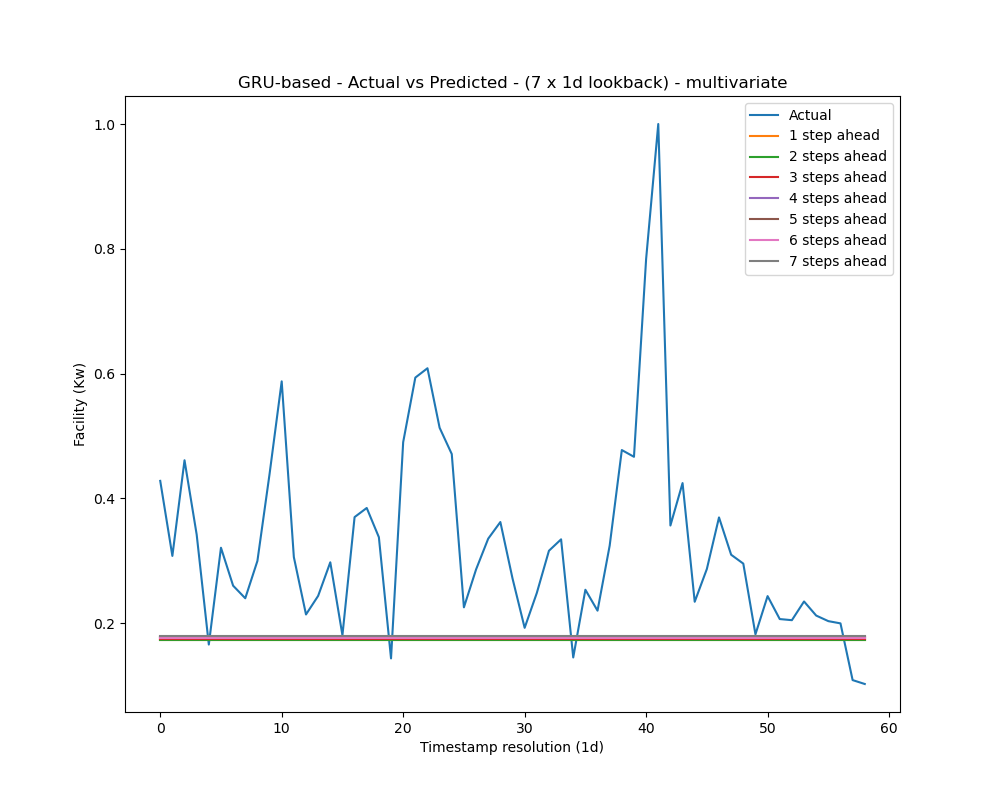 GRU-based - Actual vs Predicted - (7 x 1d lookback) - multivariate
Actual
1 step ahead
2 steps ahead
3 steps ahead
4 steps ahead
5 steps ahead
6 steps ahead
7 steps ahead
1.0
0.8
0.6
0.4
0.2
Facility (Kw)
0 10 20 30 40 50 60
Timestamp resolution (1d)